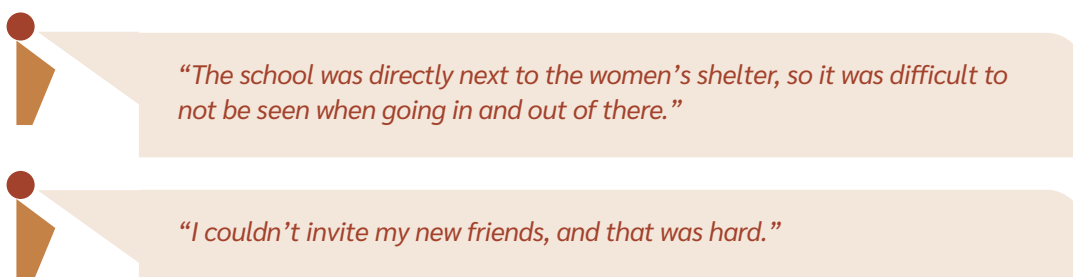 “The school was directly next to the women’s shelter, so it was difficult to
not be seen when going in and out of there.”
“I couldn’t invite my new friends, and that was hard.”